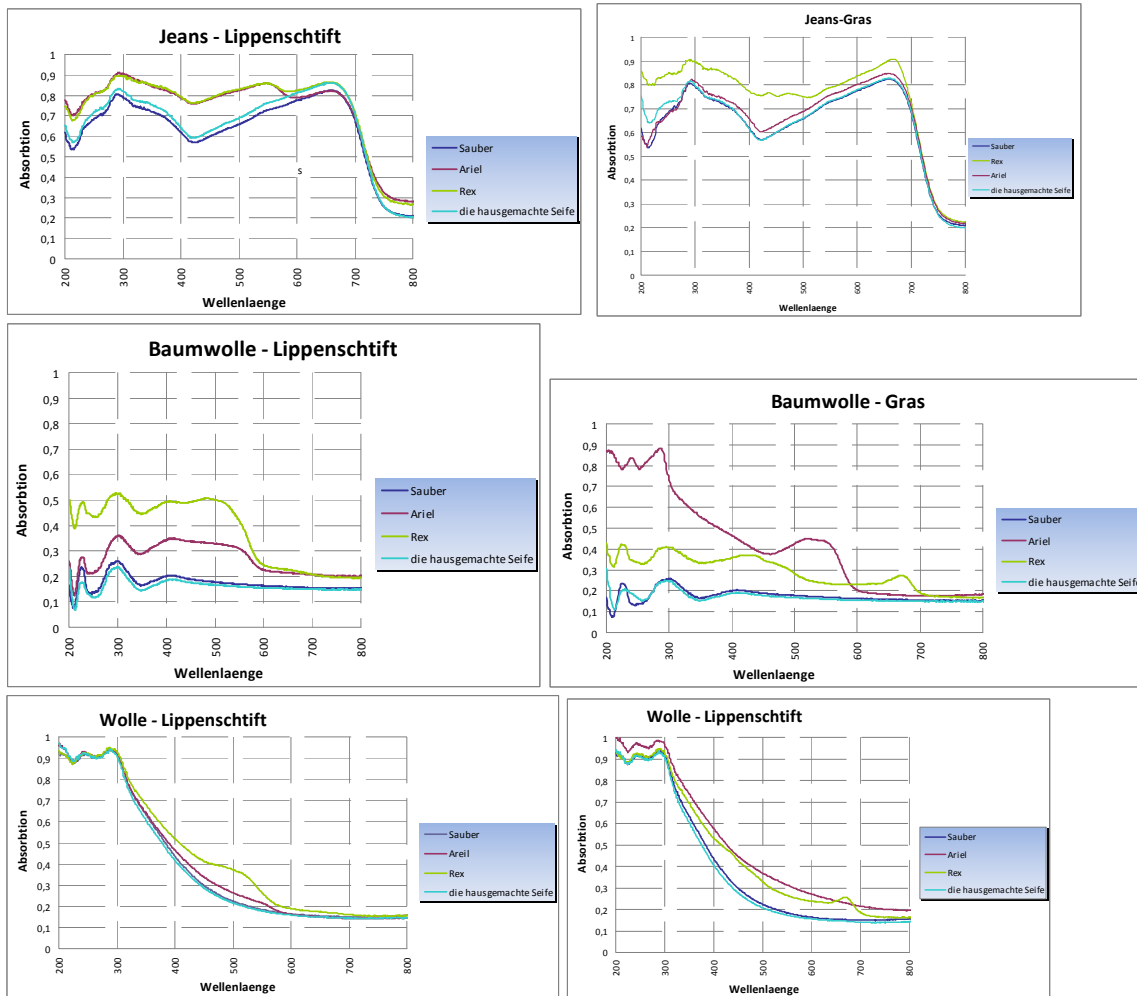 Jeans - Lippenschtift
Absorbtion
1
0,9
0,8
0,7
0,6
0,5
0,4
0,3
0,2
0,1
0
200
300
400
500
600
700
800
Wellenlaenge
s
Sauber
Ariel
Rex
die hausgemachte Seife
Jeans-Gras
Absorbtion
1
0,9
0,8
0,7
0,6
0,5
0,4
0,3
0,2
0,1
0
200
300
400
500
600
700
800
Wellenlaenge
Sauber
Rex
Ariel
die hausgemachte Seife
Baumwolle - Lippenschtift
Absorbtion
1
0,9
0,8
0,7
0,6
0,5
0,4
0,3
0,2
0,1
0
200
300
400
500
600
700
800
Wellenlaenge
Sauber
Ariel
Rex
die hausgemachte Seife
Baumwolle - Gras
Absorbtion
1
0,9
0,8
0,7
0,6
0,5
0,4
0,3
0,2
0,1
0
200
300
400
500
600
700
800
Wellenlaenge
Sauber
Ariel
Rex
die hausgemachte Seife
Wolle - Lippenschtift
Absorbtion
1
0,9
0,8
0,7
0,6
0,5
0,4
0,3
0,2
0,1
0
200
300
400
500
600
700
800
Wellenlaenge
Sauber
Areil
Rex
die hausgemachte Seife
Wolle - Lippenschtift
Absorbtion
1
0,9
0,8
0,7
0,6
0,5
0,4
0,3
0,2
0,1
0
200
300
400
500
600
700
800
Wellenlaenge
Sauber
Ariel
Rex
die hausgemachte Seife